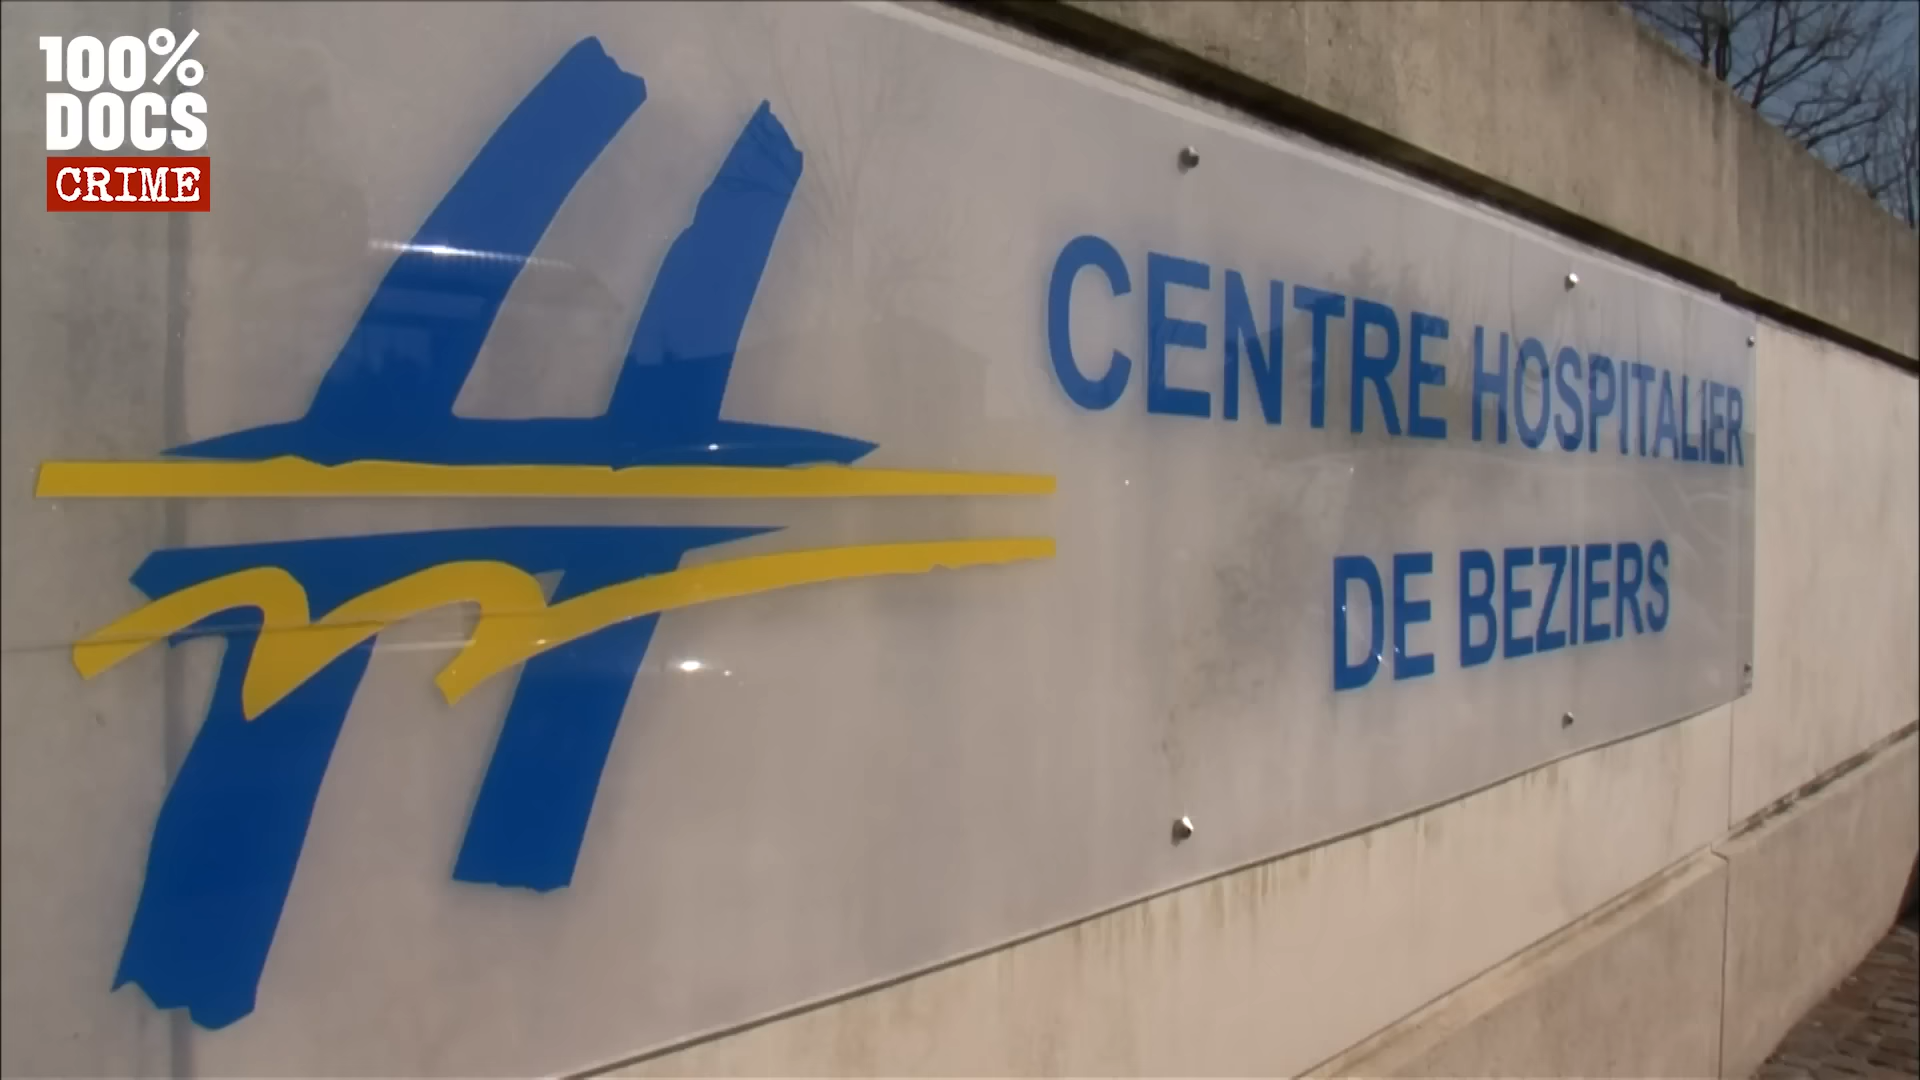 100%
DOCS
CRIME
CENTRE HOSPITALIER
DE BEZIERS